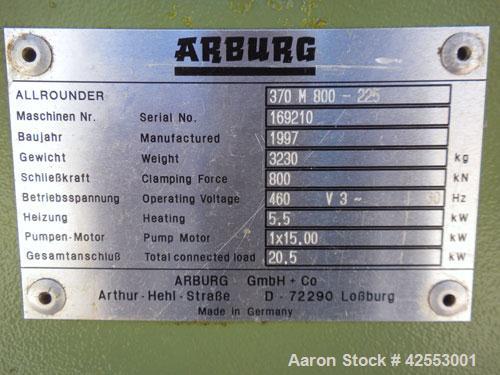 ARBURG
ALLROUNDER 370 M 800 - 225
Maschinen Nr. Serial No. 169210
Baujahr Manufactured 1997
Gewicht Weight 3230 kg
Schließkraft Clamping Force 800 kN
Betriebsspannung Operating Voltage 460 V 3 ~ Hz
Heizung Heating 5,5 kW
Pumpen-Motor Pump Motor 1x15,00 kW
Gesamtanschluß Total connected load 20,5 kW
ARBURG GmbH + Co
Arthur - Hehl - Straße D - 72290 Loßburg
Made in Germany
Aaron Stock # 42553001